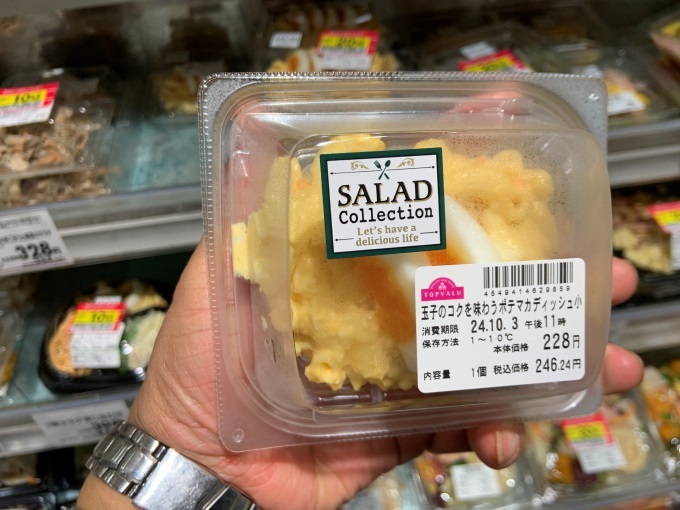 SALAD
Collection
Let's have a
delicious life
TOPVALU
4549414629859
玉子のコクを味わうポテマカディッシュ小
消費期限 24.10. 3 午後11時
保存方法 1～10℃
本体価格 228円
内容量 1個 税込価格 246.24円
328